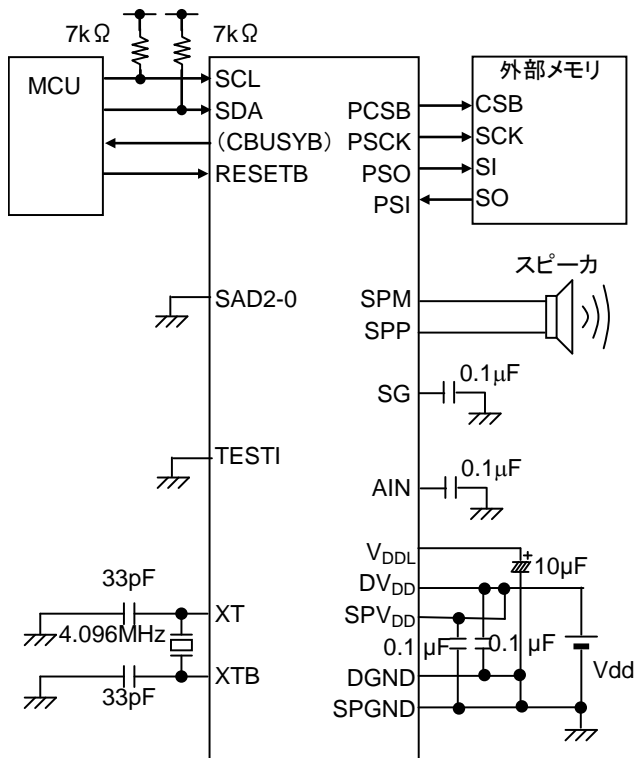 7kΩ 7kΩ
MCU
SCL
SDA
(CBUSYB)
RESETB
外部メモリ
PCSB CSB
PSCK SCK
PSO SI
PSI SO
スピーカ
SAD2-0
SPM
SPP
0.1μF
SG
TESTI
0.1μF
AIN
VDDL
10μF
DVDD
SPVDD
33pF
XT
4.096MHz
XTB
33pF
0.1 μF 0.1 μF
Vdd
DGND
SPGND